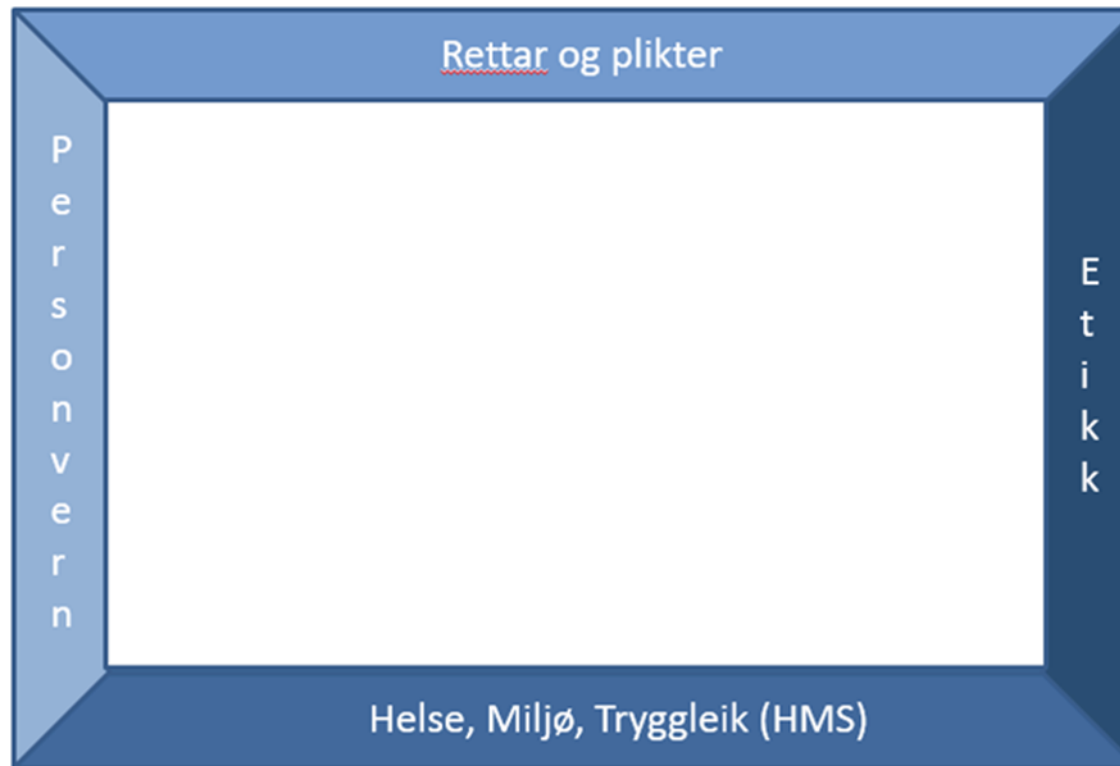 Rettar og plikter
Personvern
Etikk
Helse, Miljø, Tryggleik (HMS)